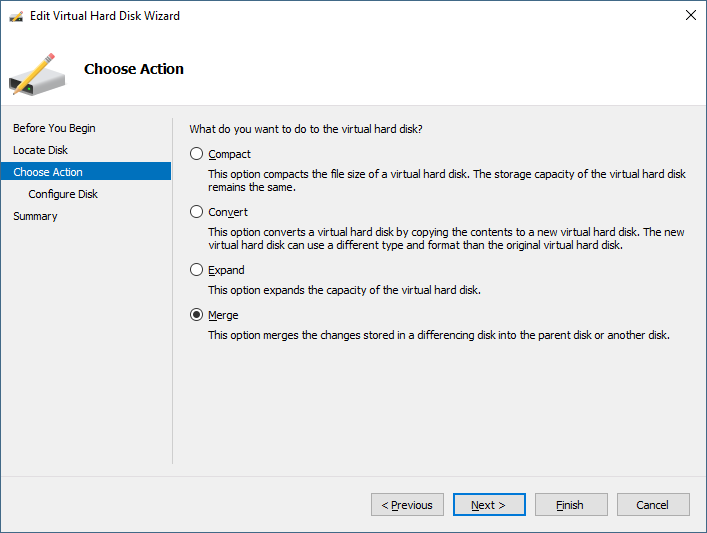 Edit Virtual Hard Disk Wizard
Choose Action
Before You Begin
Locate Disk
Choose Action
Configure Disk
Summary
What do you want to do to the virtual hard disk?
Compact
This option compacts the file size of a virtual hard disk. The storage capacity of the virtual hard disk
remains the same.
Convert
This option converts a virtual hard disk by copying the contents to a new virtual hard disk. The new
virtual hard disk can use a different type and format than the original virtual hard disk.
Expand
This option expands the capacity of the virtual hard disk.
Merge
This option merges the changes stored in a differencing disk into the parent disk or another disk.
< Previous
Next >
Finish
Cancel